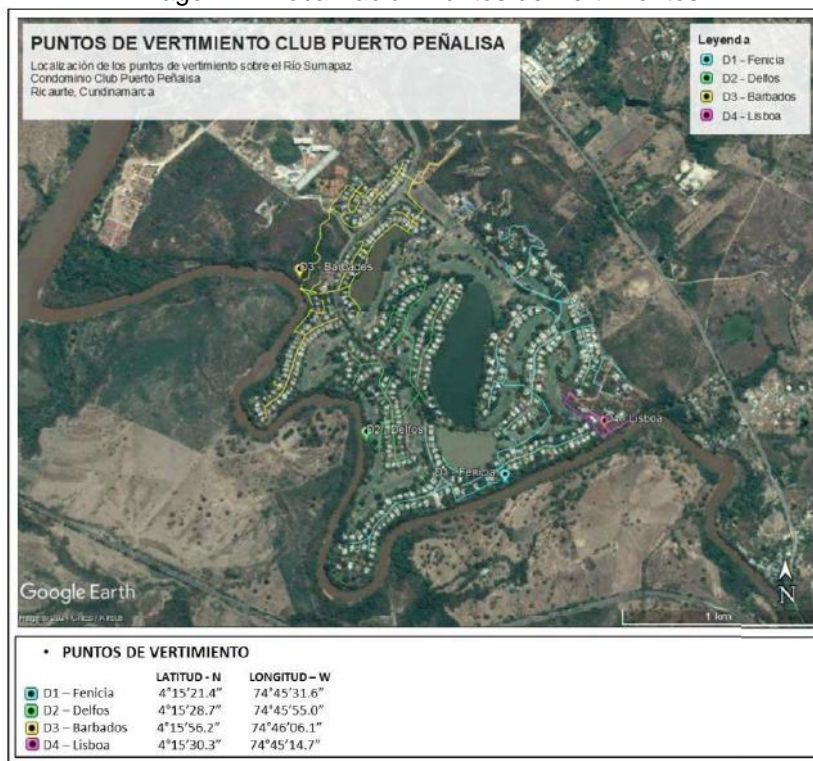 PUNTOS DE VERTIMIENTO CLUB PUERTO PEÑALISA
Localización de los puntos de vertimiento sobre el Río Sumapaz
Condominio Club Puerto Peñalisa
Ricaurte, Cundinamarca
Leyenda
D1 - Fenicia
D2 - Delfos
D3 - Barbados
D4 - Lisboa
D3 - Barbados
D4 - Lisboa
D2 - Delfos
D1 - Fenicia
Google Earth
1 km
N
• PUNTOS DE VERTIMIENTO
LATITUD - N LONGITUD – W
D1 – Fenicia 4°15'21.4" 74°45'31.6"
D2 – Delfos 4°15'28.7" 74°45'55.0"
D3 – Barbados 4°15'56.2" 74°46'06.1"
D4 – Lisboa 4°15'30.3" 74°45'14.7"